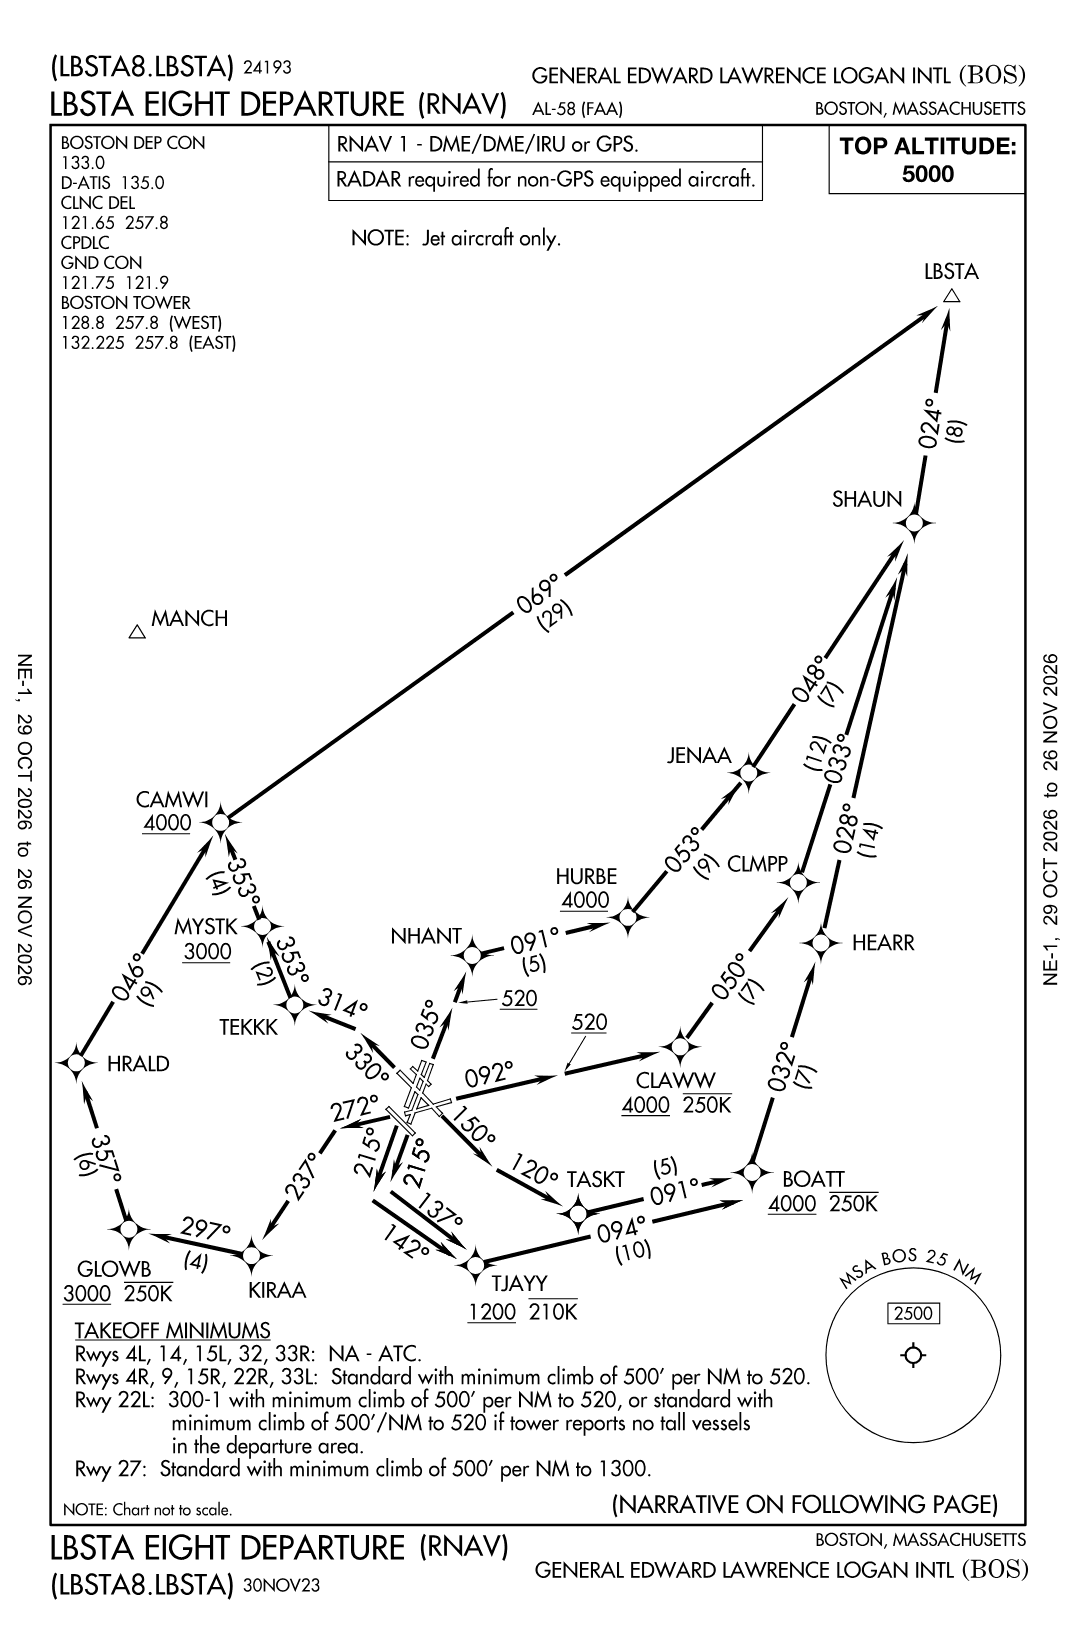 (LBSTA8.LBSTA) 24193
GENERAL EDWARD LAWRENCE LOGAN INTL (BOS)
LBSTA EIGHT DEPARTURE (RNAV) AL-58 (FAA)
BOSTON, MASSACHUSETTS
BOSTON DEP CON
133.0
D-ATIS 135.0
CLNC DEL
121.65 257.8
CPDLC
GND CON
121.75 121.9
BOSTON TOWER
128.8 257.8 (WEST)
132.225 257.8 (EAST)
RNAV 1 - DME/DME/IRU or GPS.
RADAR required for non-GPS equipped aircraft.
TOP ALTITUDE:
5000
NOTE: Jet aircraft only.
LBSTA
024°
(8)
SHAUN
069°
(29)
MANCH
048°
(7)
(12)
033°
JENAA
CAMWI
4000
028°
(14)
053°
(9)
CLMPP
353°
(4)
HURBE
4000
MYSTK
3000
NHANT
091°
(5)
HEARR
353°
(2)
046°
(9)
050°
(7)
314°
520
TEKKK
035°
520
330°
HRALD
092°
CLAWW
4000 250K
032°
(7)
272°
150°
215°
215°
357°
(6)
237°
120°
TASKT
(5)
091°
BOATT
4000 250K
137°
142°
094°
(10)
297°
(4)
GLOWB
3000 250K
KIRAA
TJAYY
1200 210K
MSA BOS 25 NM
2500
TAKEOFF MINIMUMS
Rwys 4L, 14, 15L, 32, 33R: NA - ATC.
Rwys 4R, 9, 15R, 22R, 33L: Standard with minimum climb of 500' per NM to 520.
Rwy 22L: 300-1 with minimum climb of 500' per NM to 520, or standard with
minimum climb of 500'/NM to 520 if tower reports no tall vessels
in the departure area.
Rwy 27: Standard with minimum climb of 500' per NM to 1300.
NOTE: Chart not to scale.
(NARRATIVE ON FOLLOWING PAGE)
LBSTA EIGHT DEPARTURE (RNAV)
BOSTON, MASSACHUSETTS
(LBSTA8.LBSTA) 30NOV23
GENERAL EDWARD LAWRENCE LOGAN INTL (BOS)
NE-1, 29 OCT 2026 to 26 NOV 2026
NE-1, 29 OCT 2026 to 26 NOV 2026